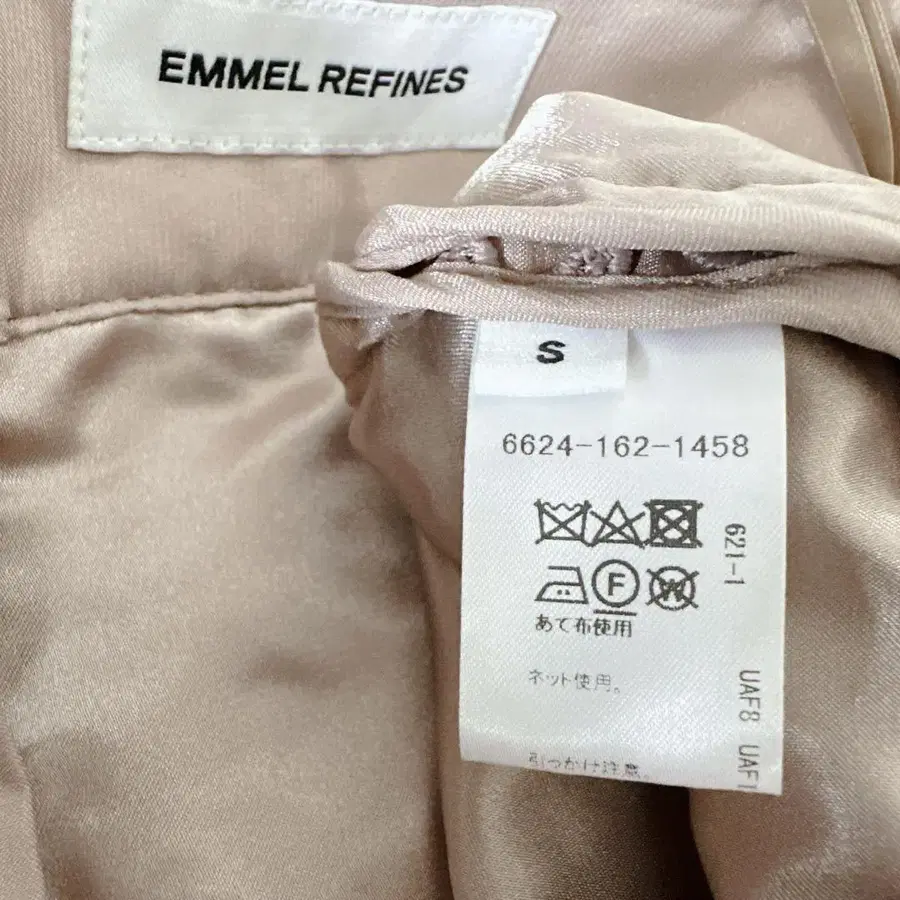 EMMEL REFINES
S
6624-162-1458
F
W
あて布使用
ネット使用。
引っかけ注意。
621-1
UAF8 UAF1